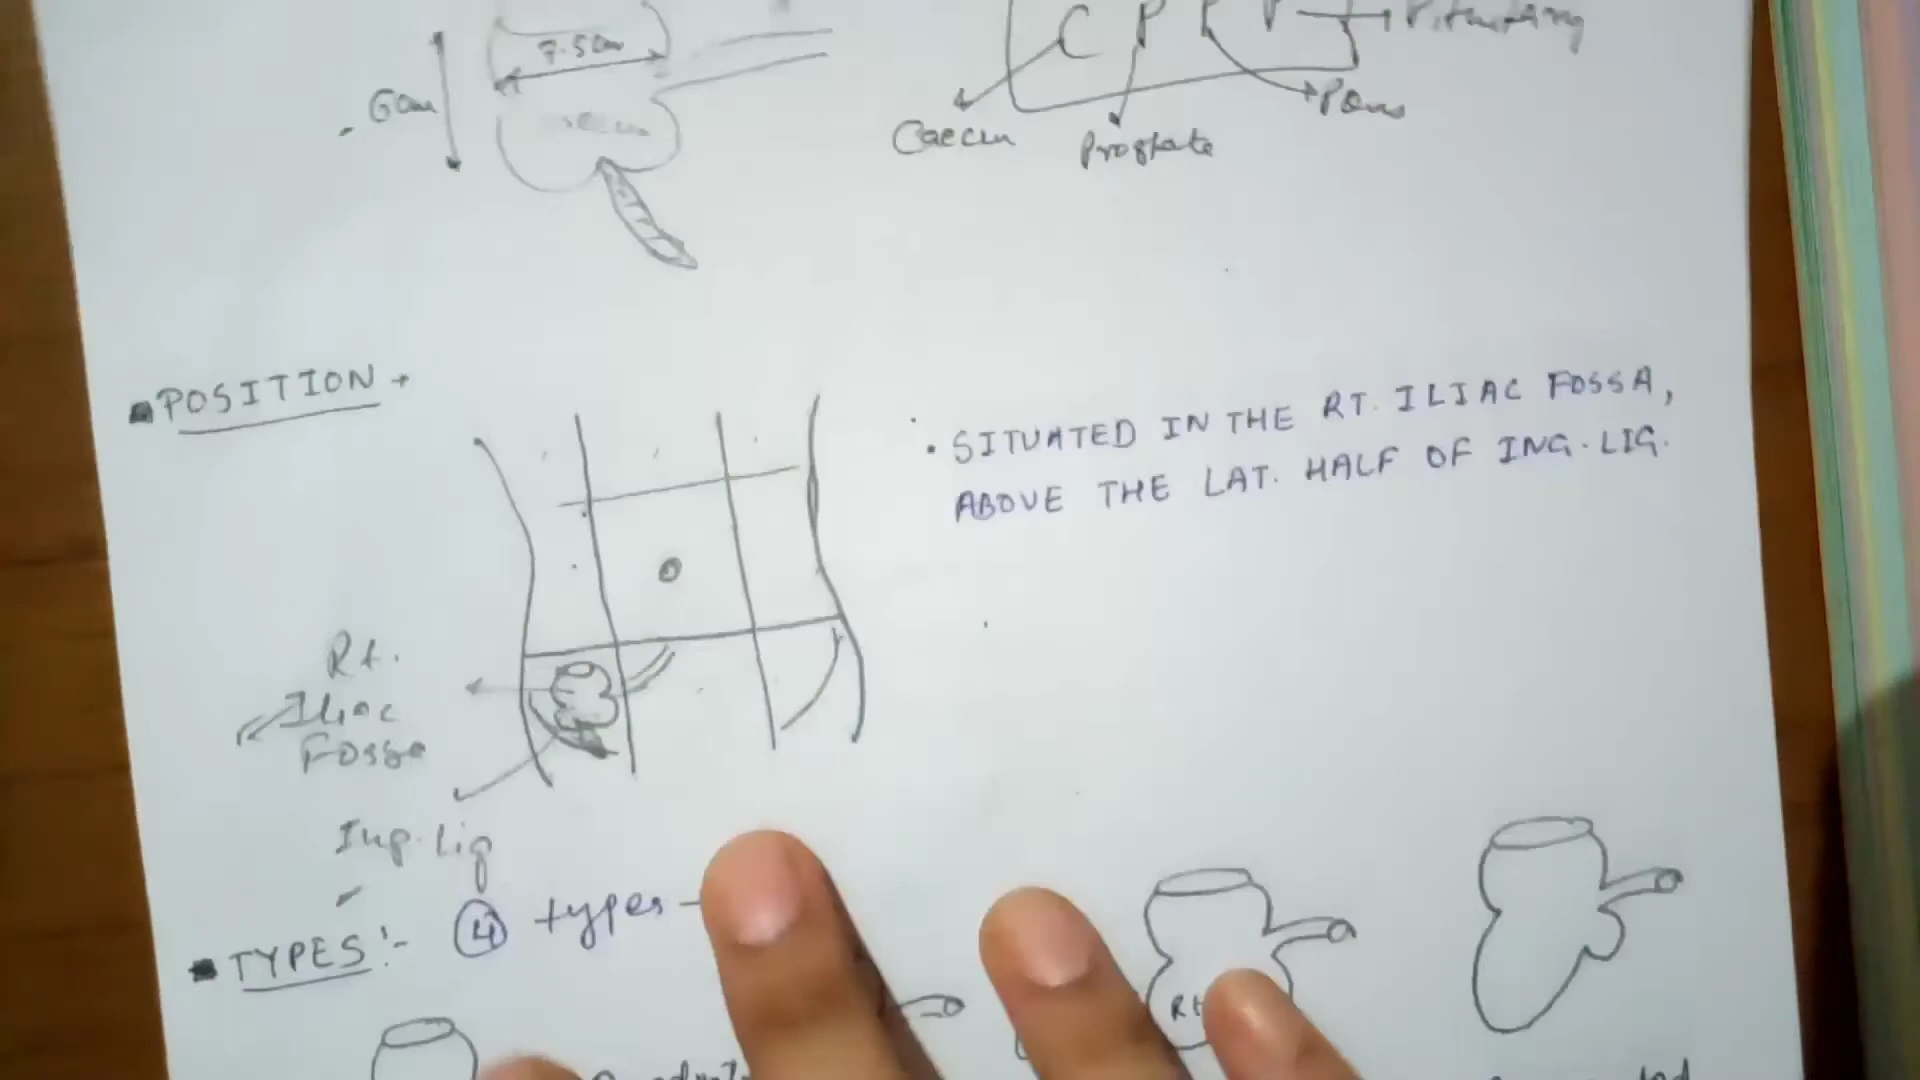 7.5cm
6cm
C P P P → Pituitary
Pons
Caecum Prostate
POSITION →
• SITUATED IN THE RT. ILIAC FOSSA,
ABOVE THE LAT. HALF OF ING. LIG.
Rt.
Iliac
Fossa
Ing. lig
TYPES :- 4 types -